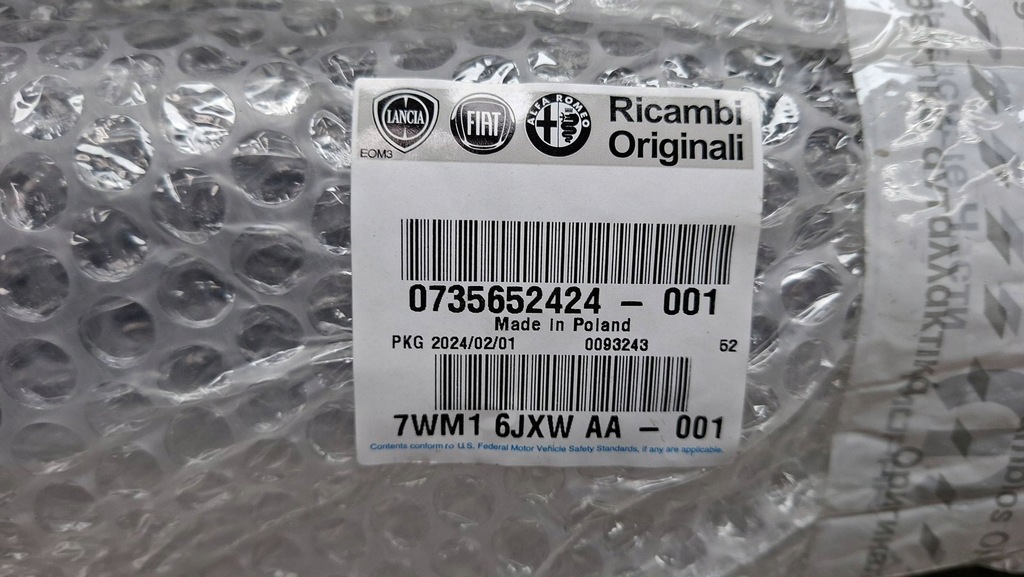 LANCIA
FIAT
ALFA ROMEO
Ricambi
Originali
EOM3
0735652424 - 001
Made in Poland
PKG 2024/02/01 0093243 52
7WM1 6JXW AA - 001
Contents conform to U.S. Federal Motor Vehicle Safety Standards, if any are applicable.